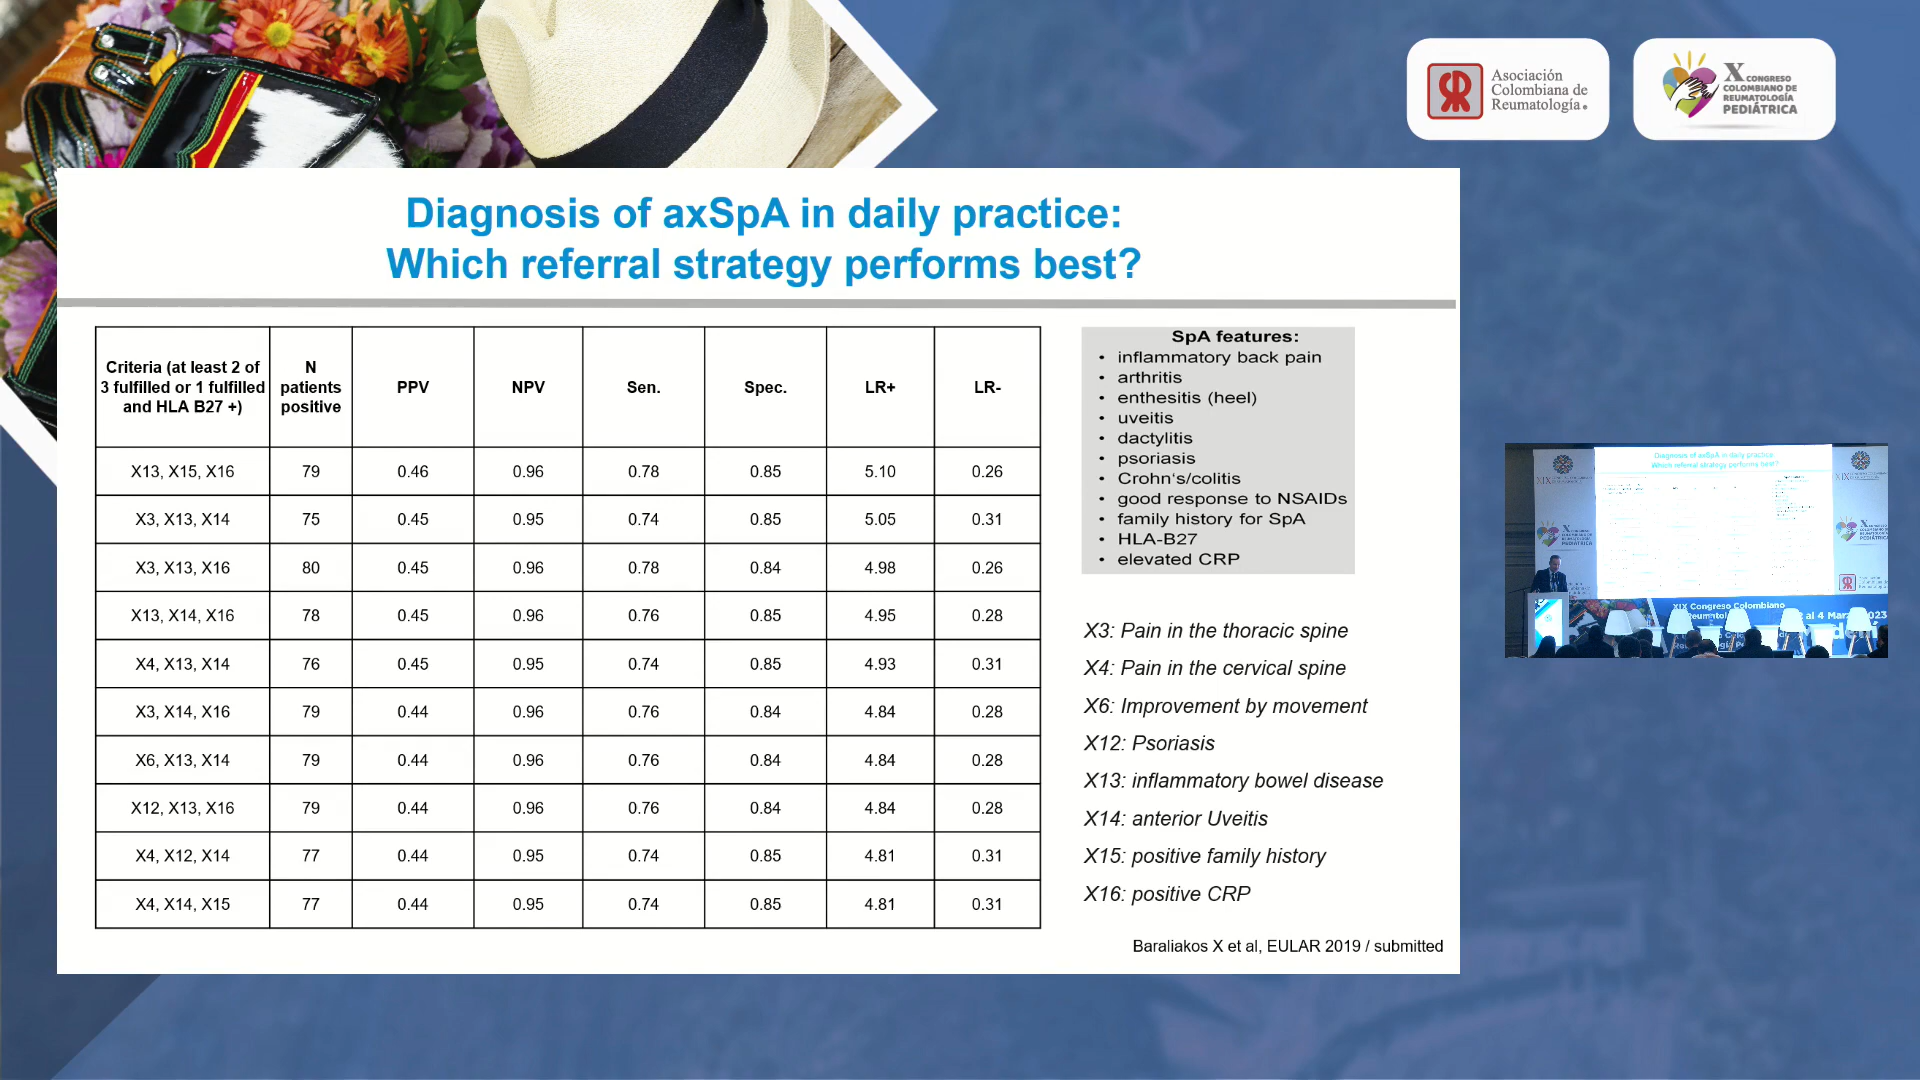 Asociación
Colombiana de
Reumatología.
X CONGRESO
COLOMBIANO DE
REUMATOLOGÍA
PEDIÁTRICA
Diagnosis of axSpA in daily practice:
Which referral strategy performs best?
Criteria (at least 2 of 3 fulfilled or 1 fulfilled and HLA B27 +) N patients positive PPV NPV Sen. Spec. LR+ LR-
X13, X15, X16 79 0.46 0.96 0.78 0.85 5.10 0.26
X3, X13, X14 75 0.45 0.95 0.74 0.85 5.05 0.31
X3, X13, X16 80 0.45 0.96 0.78 0.84 4.98 0.26
X13, X14, X16 78 0.45 0.96 0.76 0.85 4.95 0.28
X4, X13, X14 76 0.45 0.95 0.74 0.85 4.93 0.31
X3, X14, X16 79 0.44 0.96 0.76 0.84 4.84 0.28
X6, X13, X14 79 0.44 0.96 0.76 0.84 4.84 0.28
X12, X13, X16 79 0.44 0.96 0.76 0.84 4.84 0.28
X4, X12, X14 77 0.44 0.95 0.74 0.85 4.81 0.31
X4, X14, X15 77 0.44 0.95 0.74 0.85 4.81 0.31
SpA features:
• inflammatory back pain
• arthritis
• enthesitis (heel)
• uveitis
• dactylitis
• psoriasis
• Crohn's/colitis
• good response to NSAIDs
• family history for SpA
• HLA-B27
• elevated CRP
X3: Pain in the thoracic spine
X4: Pain in the cervical spine
X6: Improvement by movement
X12: Psoriasis
X13: inflammatory bowel disease
X14: anterior Uveitis
X15: positive family history
X16: positive CRP
Baraliakos X et al, EULAR 2019 / submitted
Diagnosis of axSpA in daily practice:
Which referral strategy performs best?
XIX Congreso Colombiano
al 4 Mar